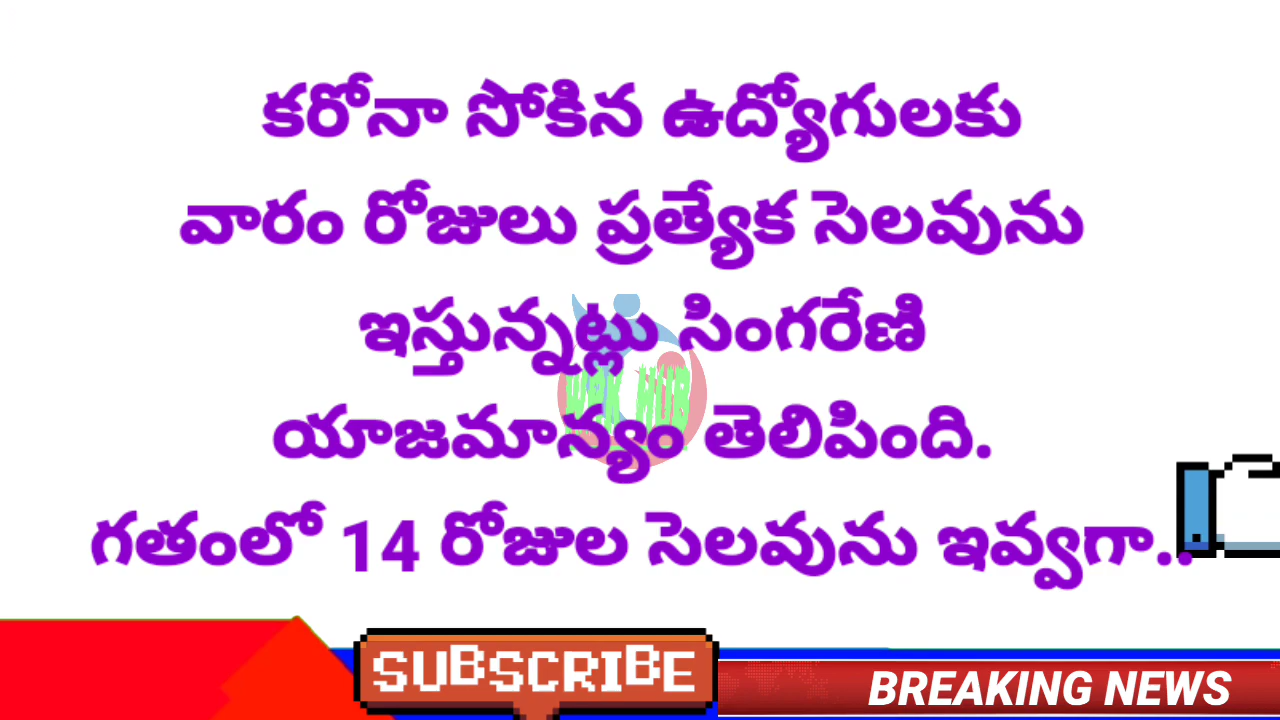 కరోనా సోకిన ఉద్యోగులకు
వారం రోజులు ప్రత్యేక సెలవును
ఇస్తున్నట్లు సింగరేణి
యాజమాన్యం తెలిపింది.
గతంలో 14 రోజుల సెలవును ఇవ్వగా..
SUBSCRIBE
BREAKING NEWS